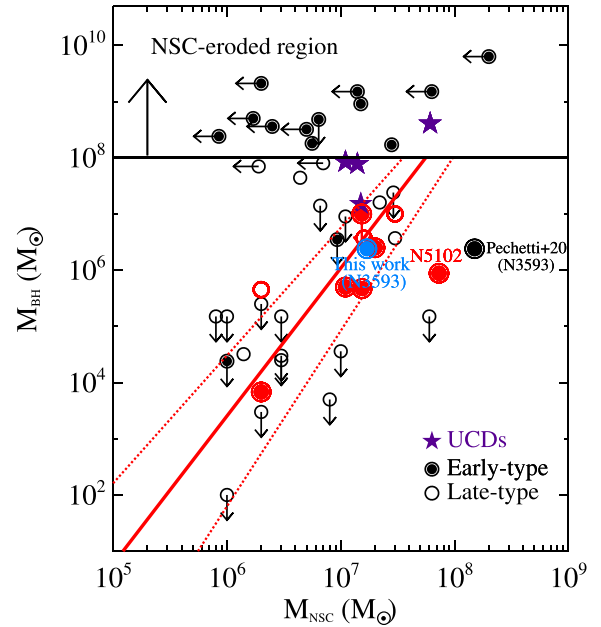 NSC-eroded region
10^10
10^8
10^6
10^4
10^2
M_BH (M_⊙)
N5102
Pechetti+20
(N3593)
This work
(N3593)
UCDs
Early-type
Late-type
10^5 10^6 10^7 10^8 10^9
M_NSC (M_⊙)